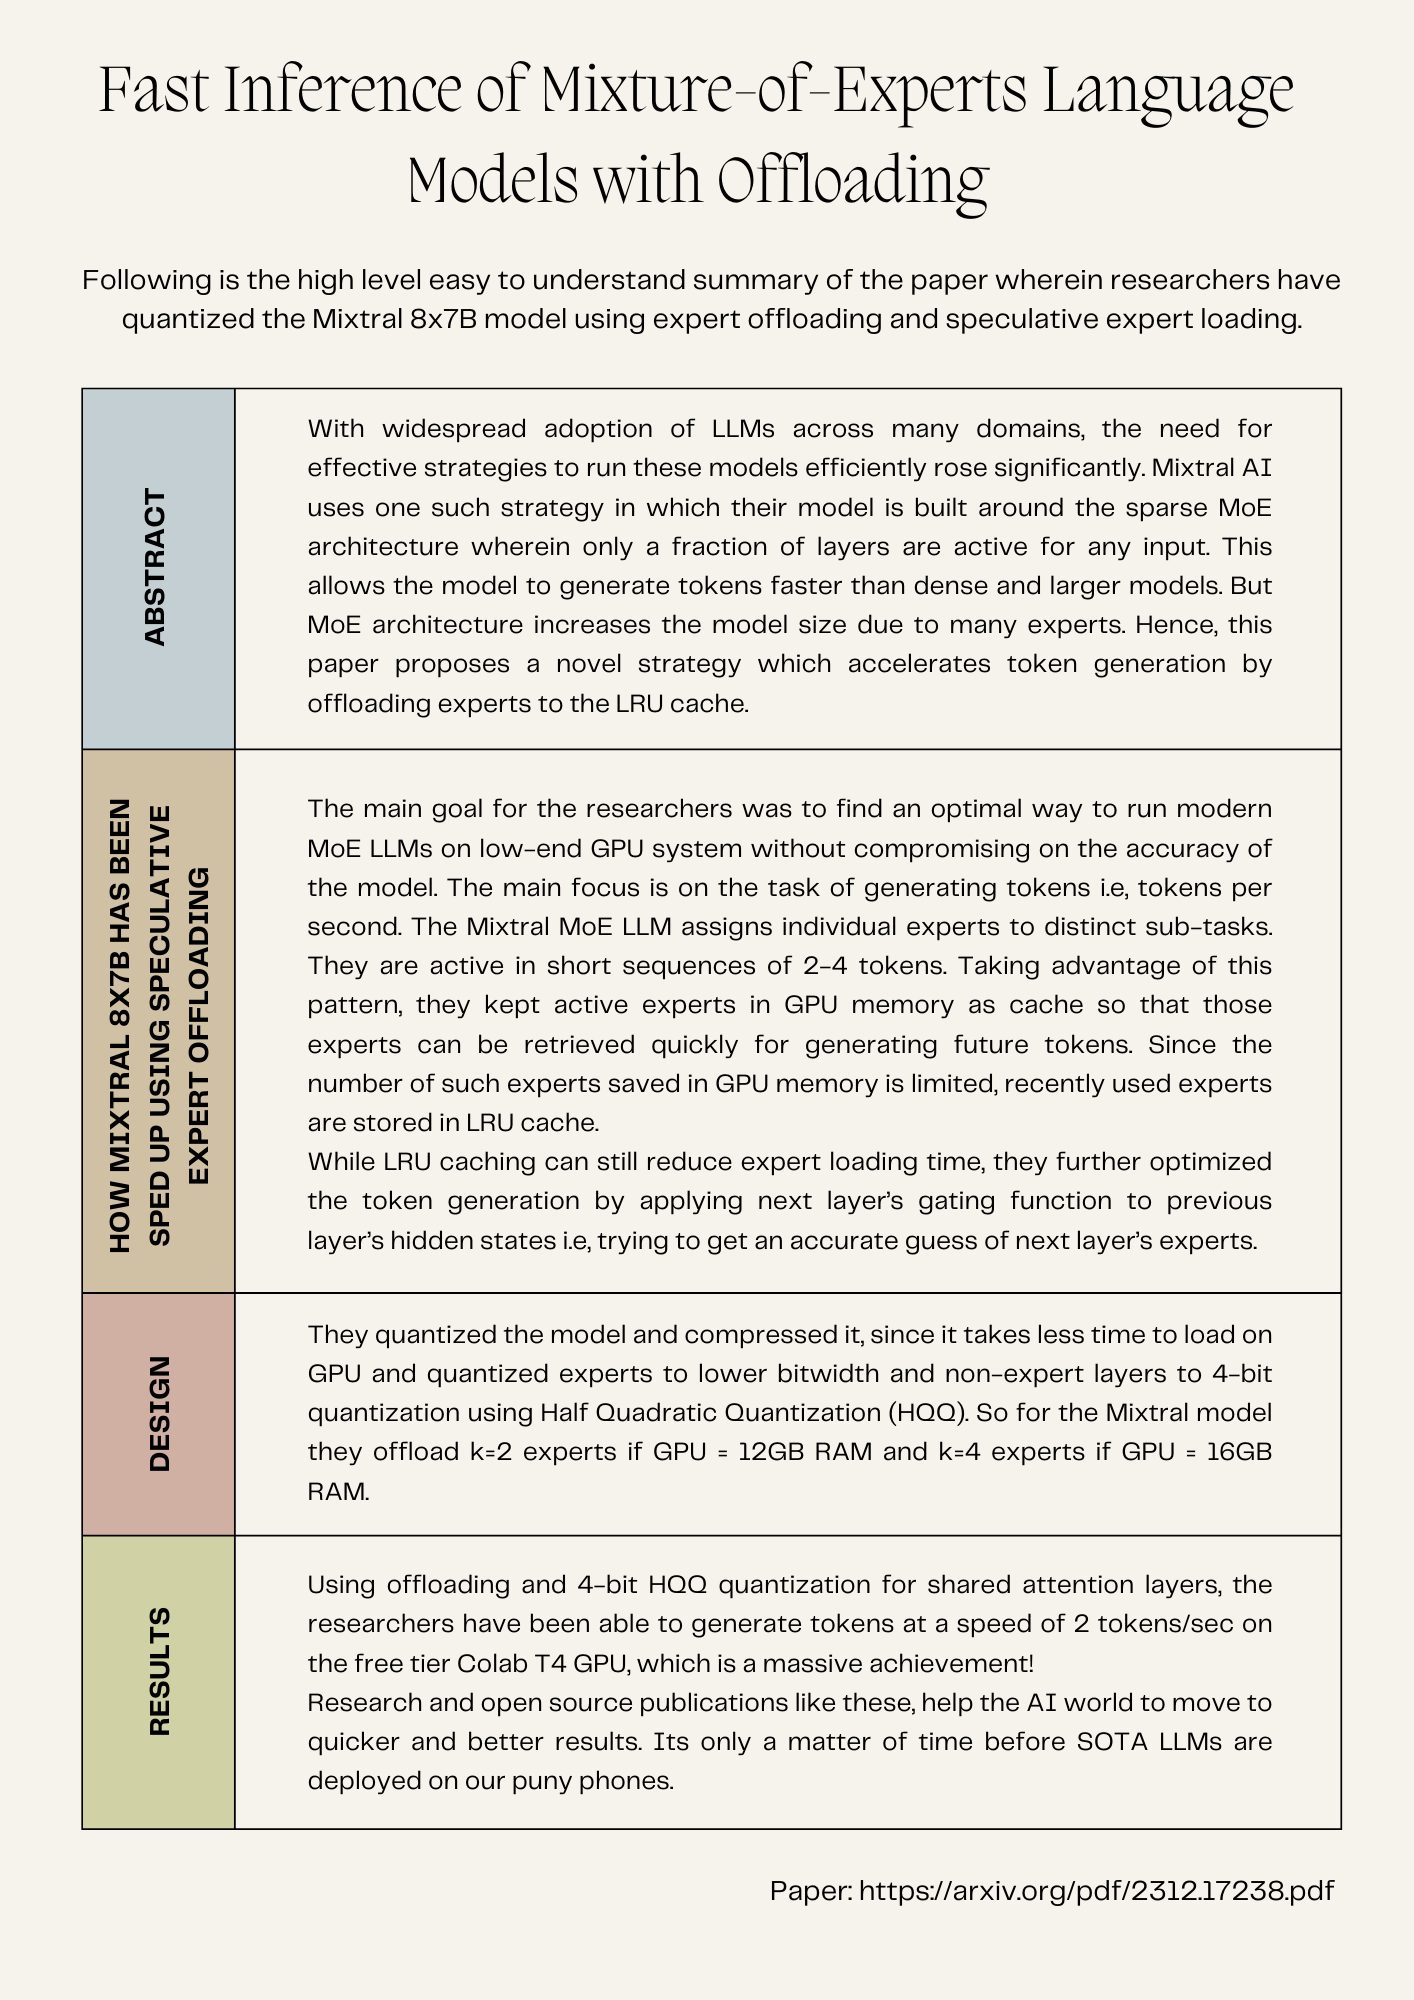 Fast Inference of Mixture-of-Experts Language
Models with Offloading
Following is the high level easy to understand summary of the paper wherein researchers have
quantized the Mixtral 8x7B model using expert offloading and speculative expert loading.
ABSTRACT
With widespread adoption of LLMs across many domains, the need for
effective strategies to run these models efficiently rose significantly. Mixtral AI
uses one such strategy in which their model is built around the sparse MoE
architecture wherein only a fraction of layers are active for any input. This
allows the model to generate tokens faster than dense and larger models. But
MoE architecture increases the model size due to many experts. Hence, this
paper proposes a novel strategy which accelerates token generation by
offloading experts to the LRU cache.
HOW MIXTRAL 8X7B HAS BEEN
SPED UP USING SPECULATIVE
EXPERT OFFLOADING
The main goal for the researchers was to find an optimal way to run modern
MoE LLMs on low-end GPU system without compromising on the accuracy of
the model. The main focus is on the task of generating tokens i.e, tokens per
second. The Mixtral MoE LLM assigns individual experts to distinct sub-tasks.
They are active in short sequences of 2-4 tokens. Taking advantage of this
pattern, they kept active experts in GPU memory as cache so that those
experts can be retrieved quickly for generating future tokens. Since the
number of such experts saved in GPU memory is limited, recently used experts
are stored in LRU cache.
While LRU caching can still reduce expert loading time, they further optimized
the token generation by applying next layer’s gating function to previous
layer’s hidden states i.e, trying to get an accurate guess of next layer’s experts.
DESIGN
They quantized the model and compressed it, since it takes less time to load on
GPU and quantized experts to lower bitwidth and non-expert layers to 4-bit
quantization using Half Quadratic Quantization (HQQ). So for the Mixtral model
they offload k=2 experts if GPU = 12GB RAM and k=4 experts if GPU = 16GB
RAM.
RESULTS
Using offloading and 4-bit HQQ quantization for shared attention layers, the
researchers have been able to generate tokens at a speed of 2 tokens/sec on
the free tier Colab T4 GPU, which is a massive achievement!
Research and open source publications like these, help the AI world to move to
quicker and better results. Its only a matter of time before SOTA LLMs are
deployed on our puny phones.
Paper: https://arxiv.org/pdf/2312.17238.pdf